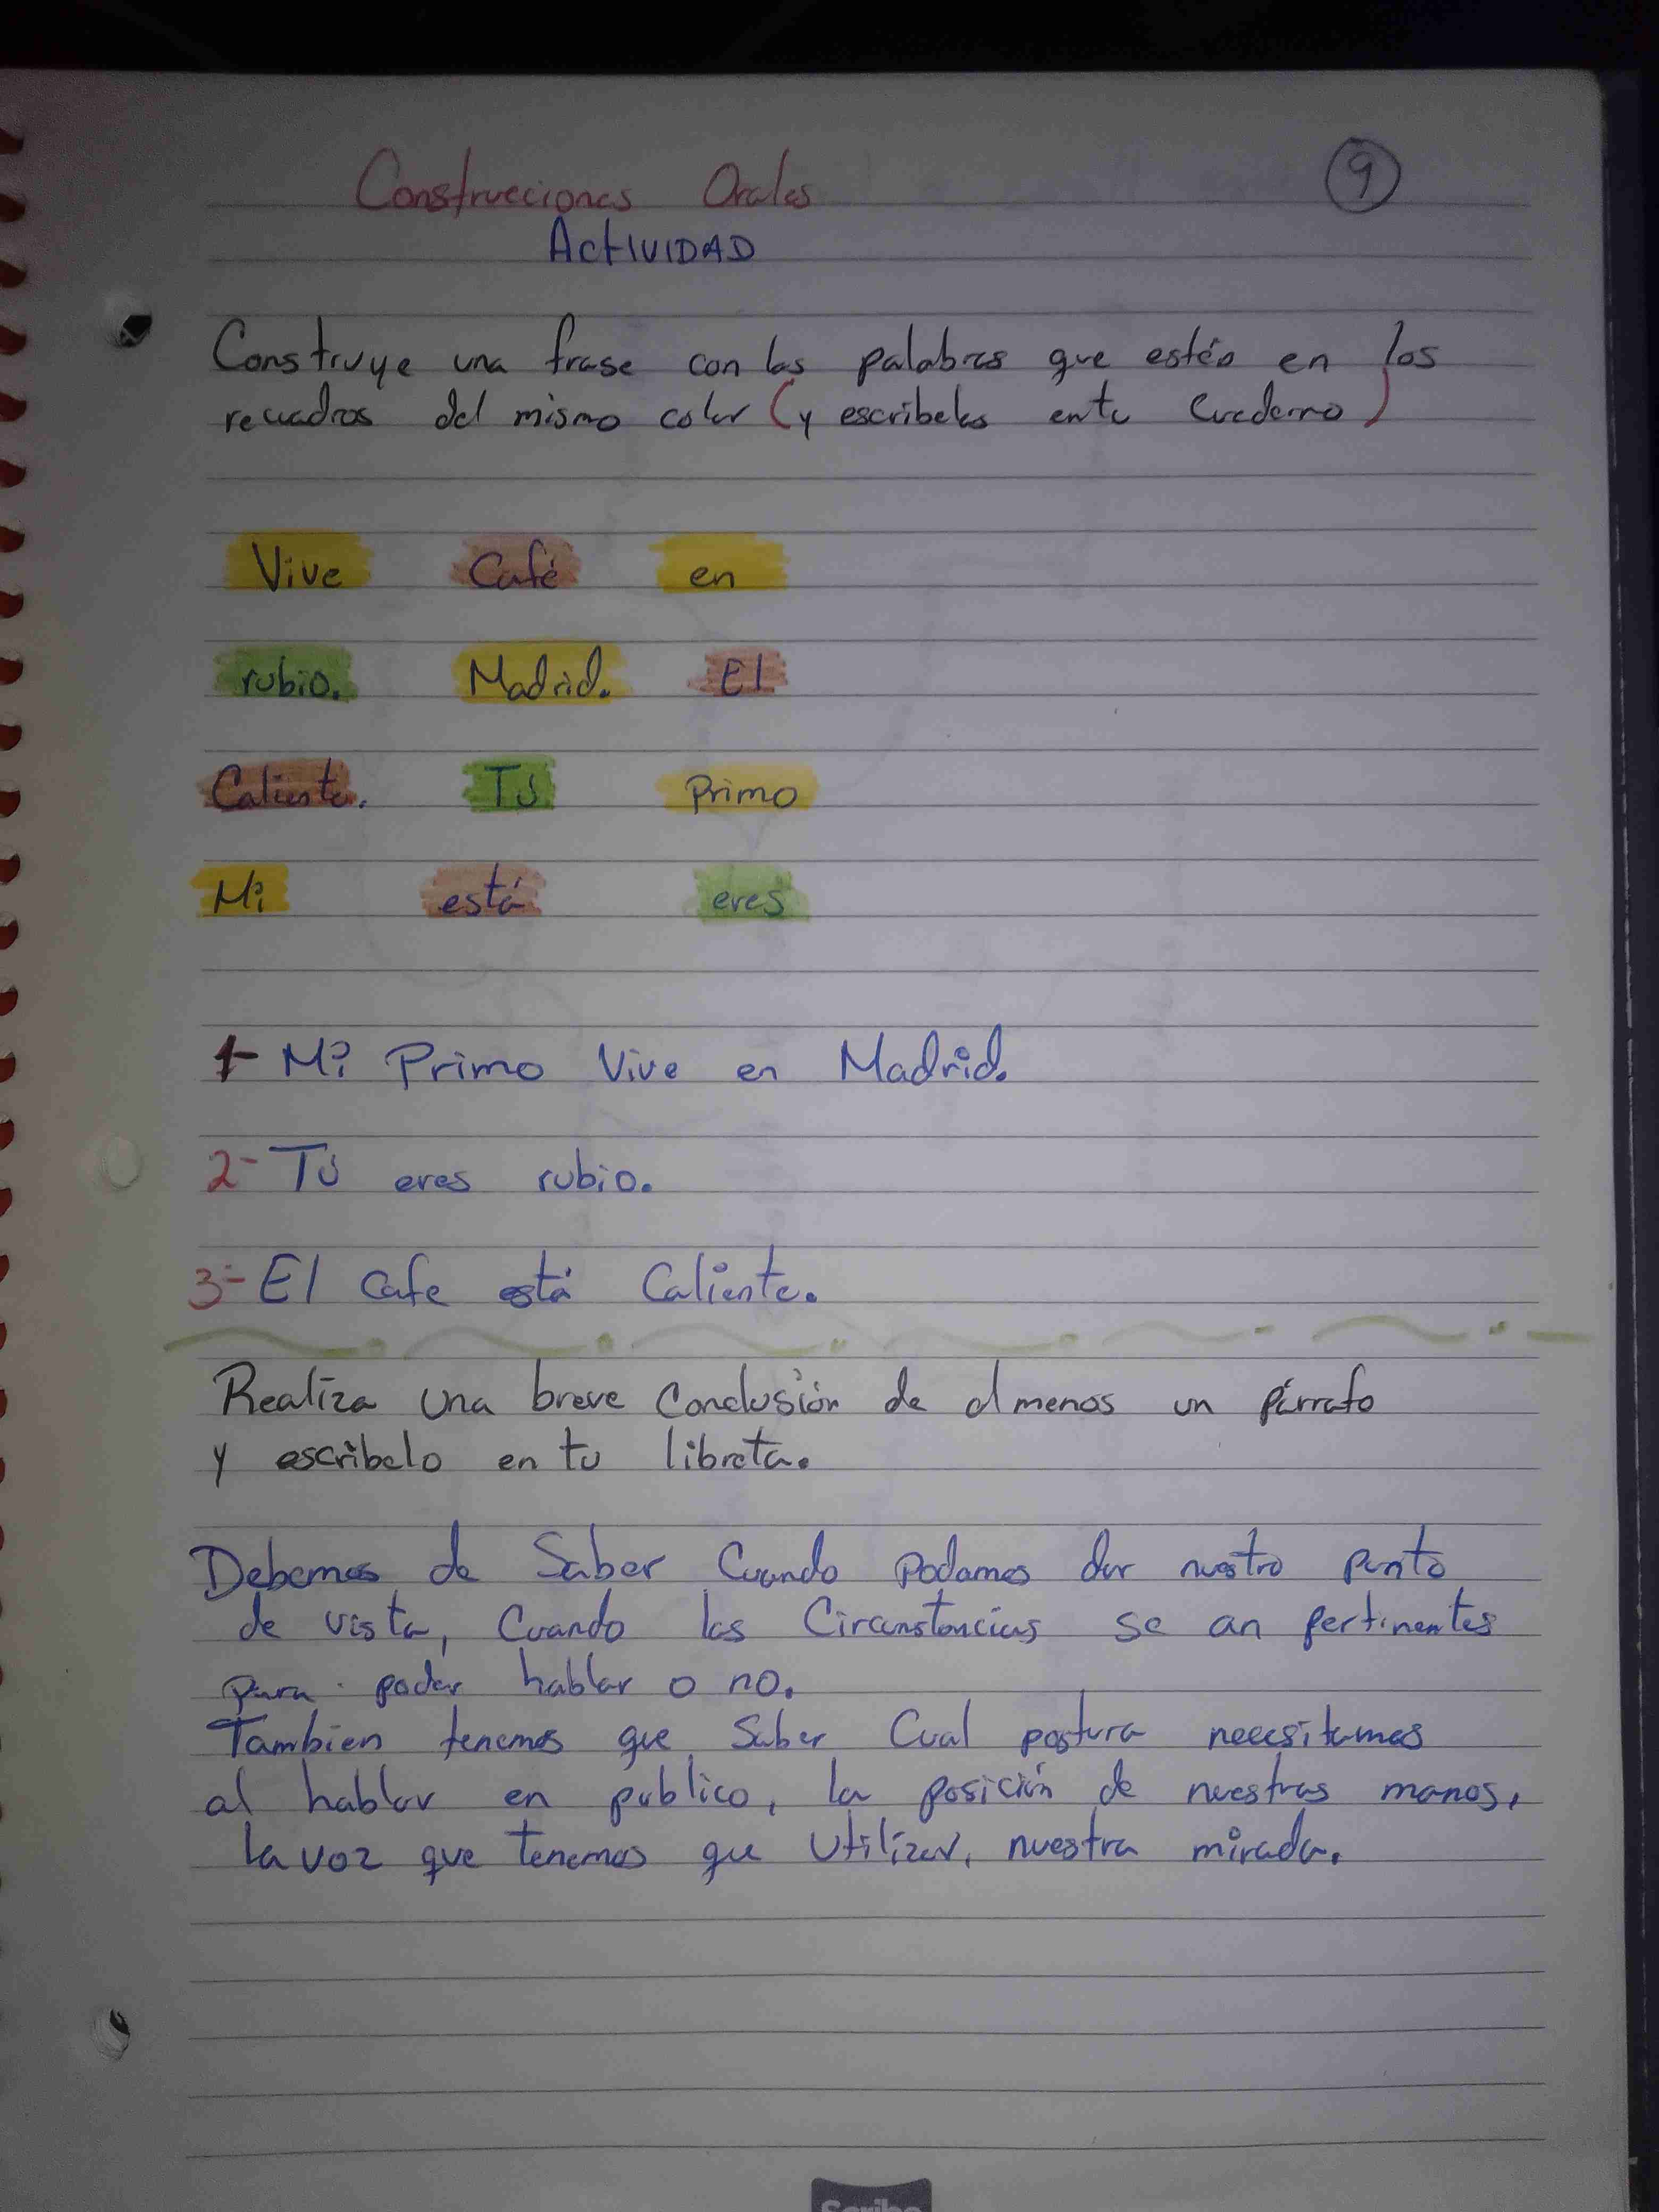 Construcciones Orales
9
ACtIVIDAD
Construye una frase con las palabras que estén en los
recuadros del mismo color (y escribelas entu Cuaderno)
Vive Café en
rubio. Madrid. El
Caliente. Tú Primo
Mi está eres
1- Mi Primo Vive en Madrid.
2- Tú eres rubio.
3- El Cafe está Caliente.
Realiza una breve Conclusión de al menos un párrafo
y escribelo en tu libreta.
Debemos de Saber Cuando Podamos dar nuestro punto
de vista, Cuando las Circunstancias se an pertinentes
para poder hablar o no.
Tambien tenemos que Saber Cual postura necesitamos
al hablar en publico, la posición de nuestras manos,
la voz que tenemos que Utilizar, nuestra mirada.
Scribe